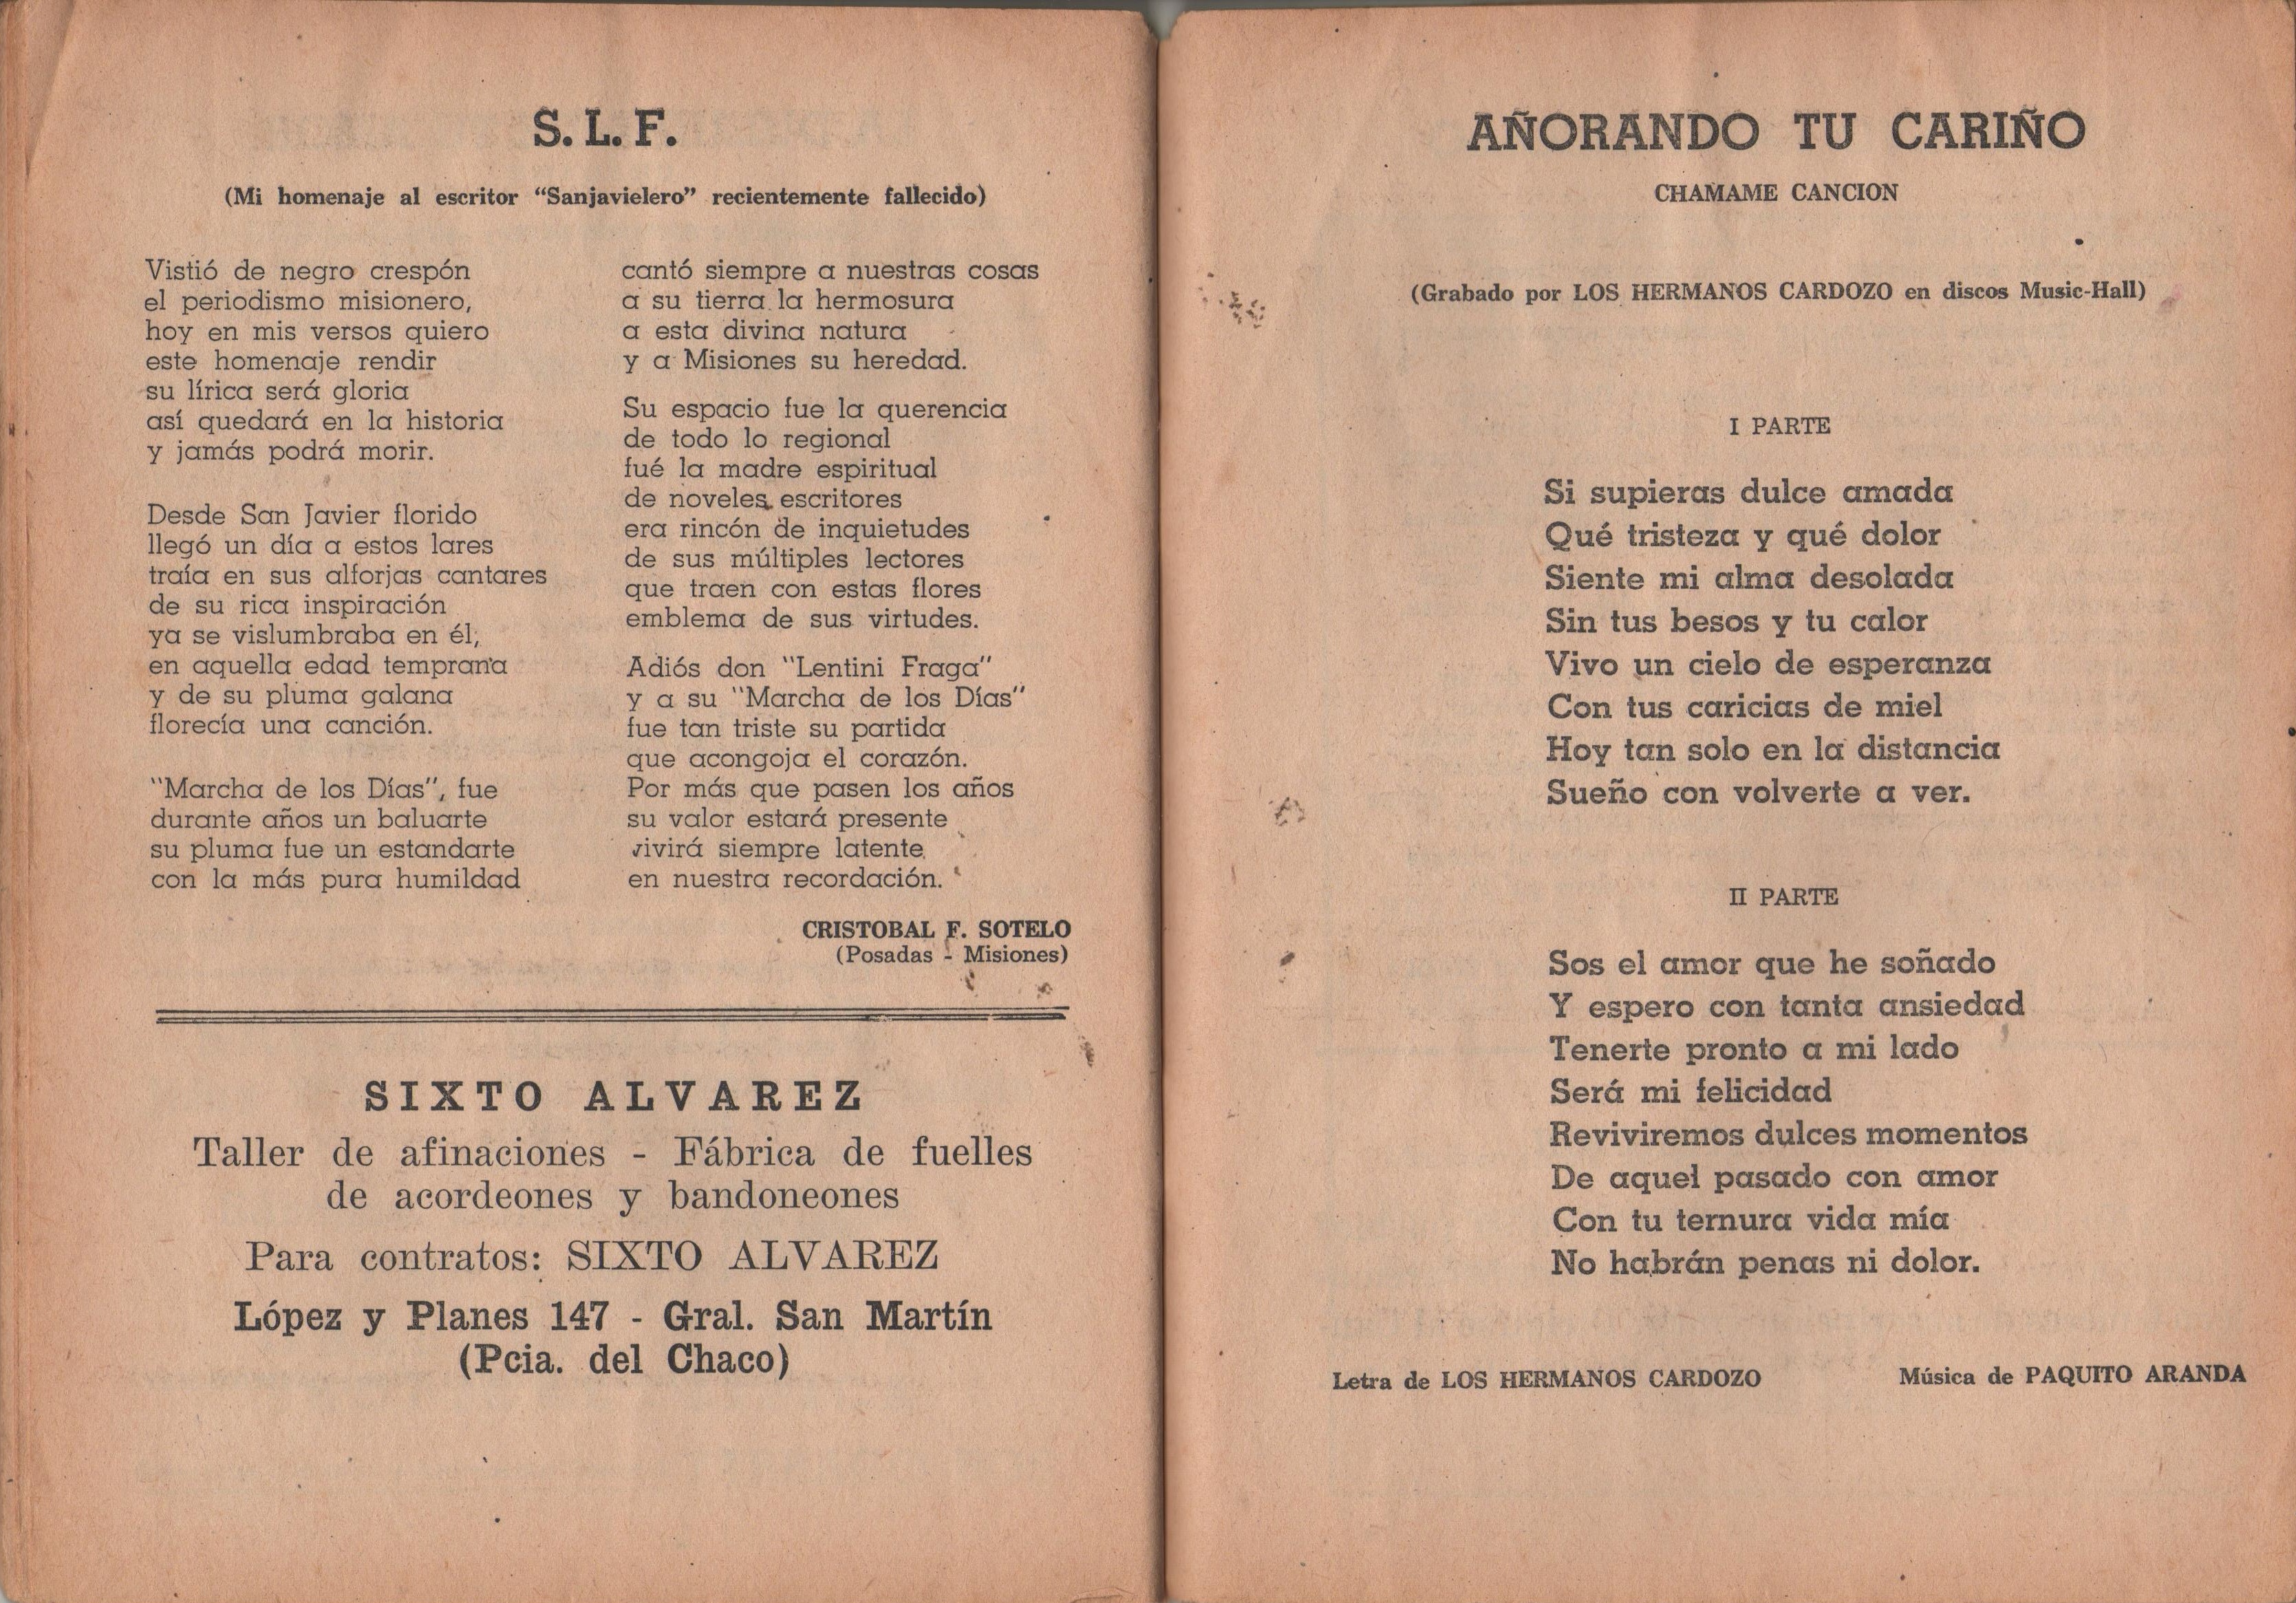 S. L. F.
(Mi homenaje al escritor “Sanjavielero” recientemente fallecido)
Vistió de negro crespón
el periodismo misionero,
hoy en mis versos quiero
este homenaje rendir
su lírica será gloria
así quedará en la historia
y jamás podrá morir.
Desde San Javier florido
llegó un día a estos lares
traía en sus alforjas cantares
de su rica inspiración
ya se vislumbraba en él,
en aquella edad temprana
y de su pluma galana
florecía una canción.
"Marcha de los Días", fue
durante años un baluarte
su pluma fue un estandarte
con la más pura humildad
cantó siempre a nuestras cosas
a su tierra la hermosura
a esta divina natura
y a Misiones su heredad.
Su espacio fue la querencia
de todo lo regional
fué la madre espiritual
de noveles escritores
era rincón de inquietudes
de sus múltiples lectores
que traen con estas flores
emblema de sus virtudes.
Adiós don "Lentini Fraga"
y a su "Marcha de los Días"
fue tan triste su partida
que acongoja el corazón.
Por más que pasen los años
su valor estará presente
vivirá siempre latente
en nuestra recordación.
CRISTOBAL F. SOTELO
(Posadas - Misiones)
SIXTO ALVAREZ
Taller de afinaciones - Fábrica de fuelles
de acordeones y bandoneones
Para contratos: SIXTO ALVAREZ
López y Planes 147 - Gral. San Martín
(Pcia. del Chaco)
AÑORANDO TU CARIÑO
CHAMAME CANCION
(Grabado por LOS HERMANOS CARDOZO en discos Music-Hall)
I PARTE
Si supieras dulce amada
Qué tristeza y qué dolor
Siente mi alma desolada
Sin tus besos y tu calor
Vivo un cielo de esperanza
Con tus caricias de miel
Hoy tan solo en la distancia
Sueño con volverte a ver.
II PARTE
Sos el amor que he soñado
Y espero con tanta ansiedad
Tenerte pronto a mi lado
Será mi felicidad
Reviviremos dulces momentos
De aquel pasado con amor
Con tu ternura vida mía
No habrán penas ni dolor.
Letra de LOS HERMANOS CARDOZO Música de PAQUITO ARANDA